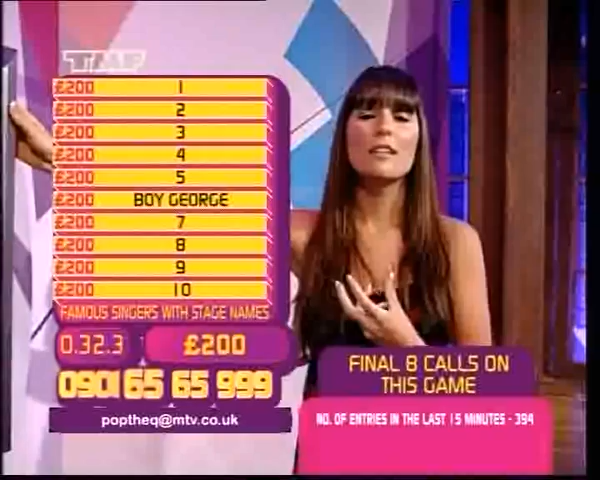 TMF
£200 1
£200 2
£200 3
£200 4
£200 5
£200 BOY GEORGE
£200 7
£200 8
£200 9
£200 10
FAMOUS SINGERS WITH STAGE NAMES
0.32.3 £200
0901 65 65 999
poptheq@mtv.co.uk
FINAL 8 CALLS ON
THIS GAME
NO. OF ENTRIES IN THE LAST 15 MINUTES - 394